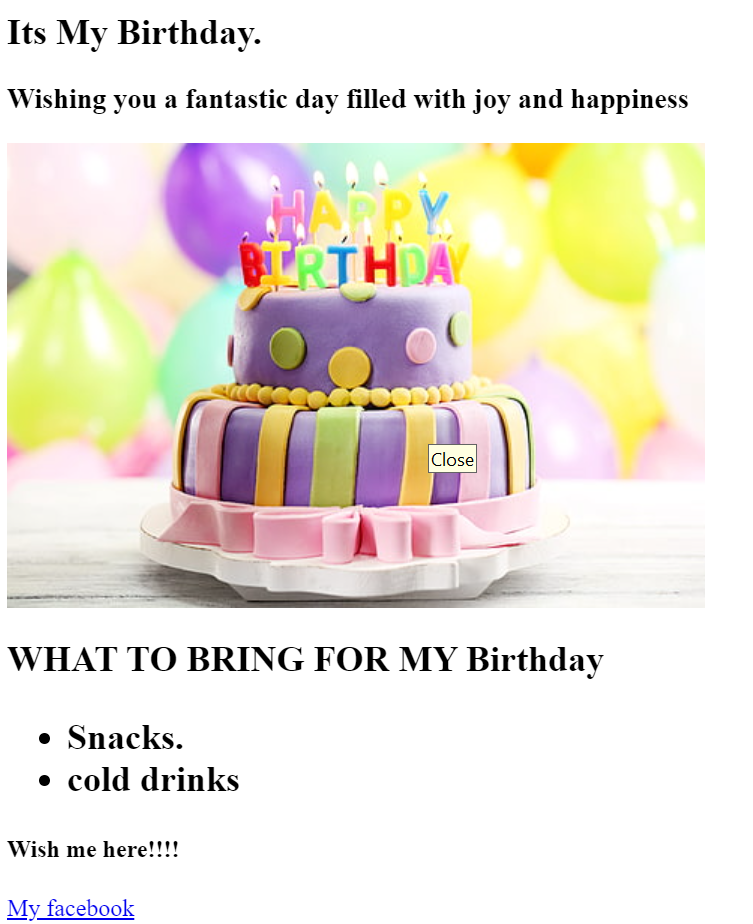 Its My Birthday.
Wishing you a fantastic day filled with joy and happiness
HAPPY
BIRTHDAY
Close
WHAT TO BRING FOR MY Birthday
Snacks.
cold drinks
Wish me here!!!!
My facebook